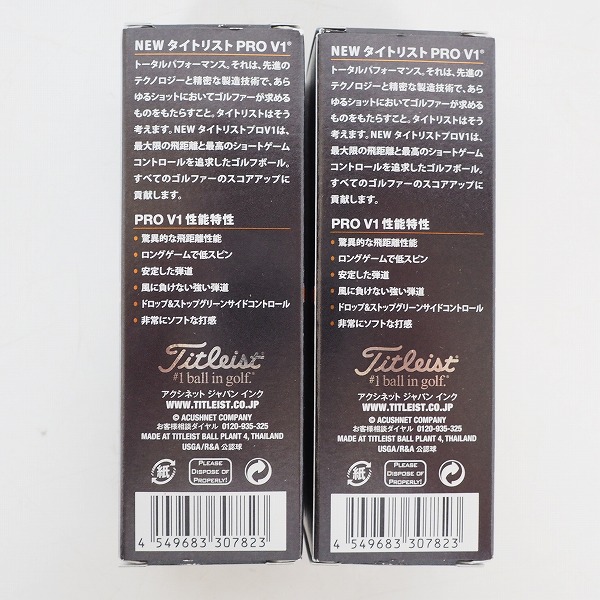 NEW タイトリスト PRO V1®
トータルパフォーマンス。それは、先進の
テクノロジーと精密な製造技術で、あら
ゆるショットにおいてゴルファーが求める
ものをもたらすこと。タイトリストはそう
考えます。NEW タイトリストプロV1は、
最大限の飛距離と最高のショートゲーム
コントロールを追求したゴルフボール。
すべてのゴルファーのスコアアップに
貢献します。
PRO V1 性能特性
・驚異的な飛距離性能
・ロングゲームで低スピン
・安定した弾道
・風に負けない強い弾道
・ドロップ&ストップグリーンサイドコントロール
・非常にソフトな打感
Titleist®
#1 ball in golf.®
アクシネット ジャパン インク
WWW.TITLEIST.CO.JP
© ACUSHNET COMPANY
お客様相談ダイヤル 0120-935-325
MADE AT TITLEIST BALL PLANT 4, THAILAND
USGA/R&A 公認球
紙
PLEASE
DISPOSE OF
PROPERLY!
4 549683 307823
NEW タイトリスト PRO V1®
トータルパフォーマンス。それは、先進の
テクノロジーと精密な製造技術で、あら
ゆるショットにおいてゴルファーが求める
ものをもたらすこと。タイトリストはそう
考えます。NEW タイトリストプロV1は、
最大限の飛距離と最高のショートゲーム
コントロールを追求したゴルフボール。
すべてのゴルファーのスコアアップに
貢献します。
PRO V1 性能特性
・驚異的な飛距離性能
・ロングゲームで低スピン
・安定した弾道
・風に負けない強い弾道
・ドロップ&ストップグリーンサイドコントロール
・非常にソフトな打感
Titleist®
#1 ball in golf.®
アクシネット ジャパン インク
WWW.TITLEIST.CO.JP
© ACUSHNET COMPANY
お客様相談ダイヤル 0120-935-325
MADE AT TITLEIST BALL PLANT 4, THAILAND
USGA/R&A 公認球
紙
PLEASE
DISPOSE OF
PROPERLY!
4 549683 307823